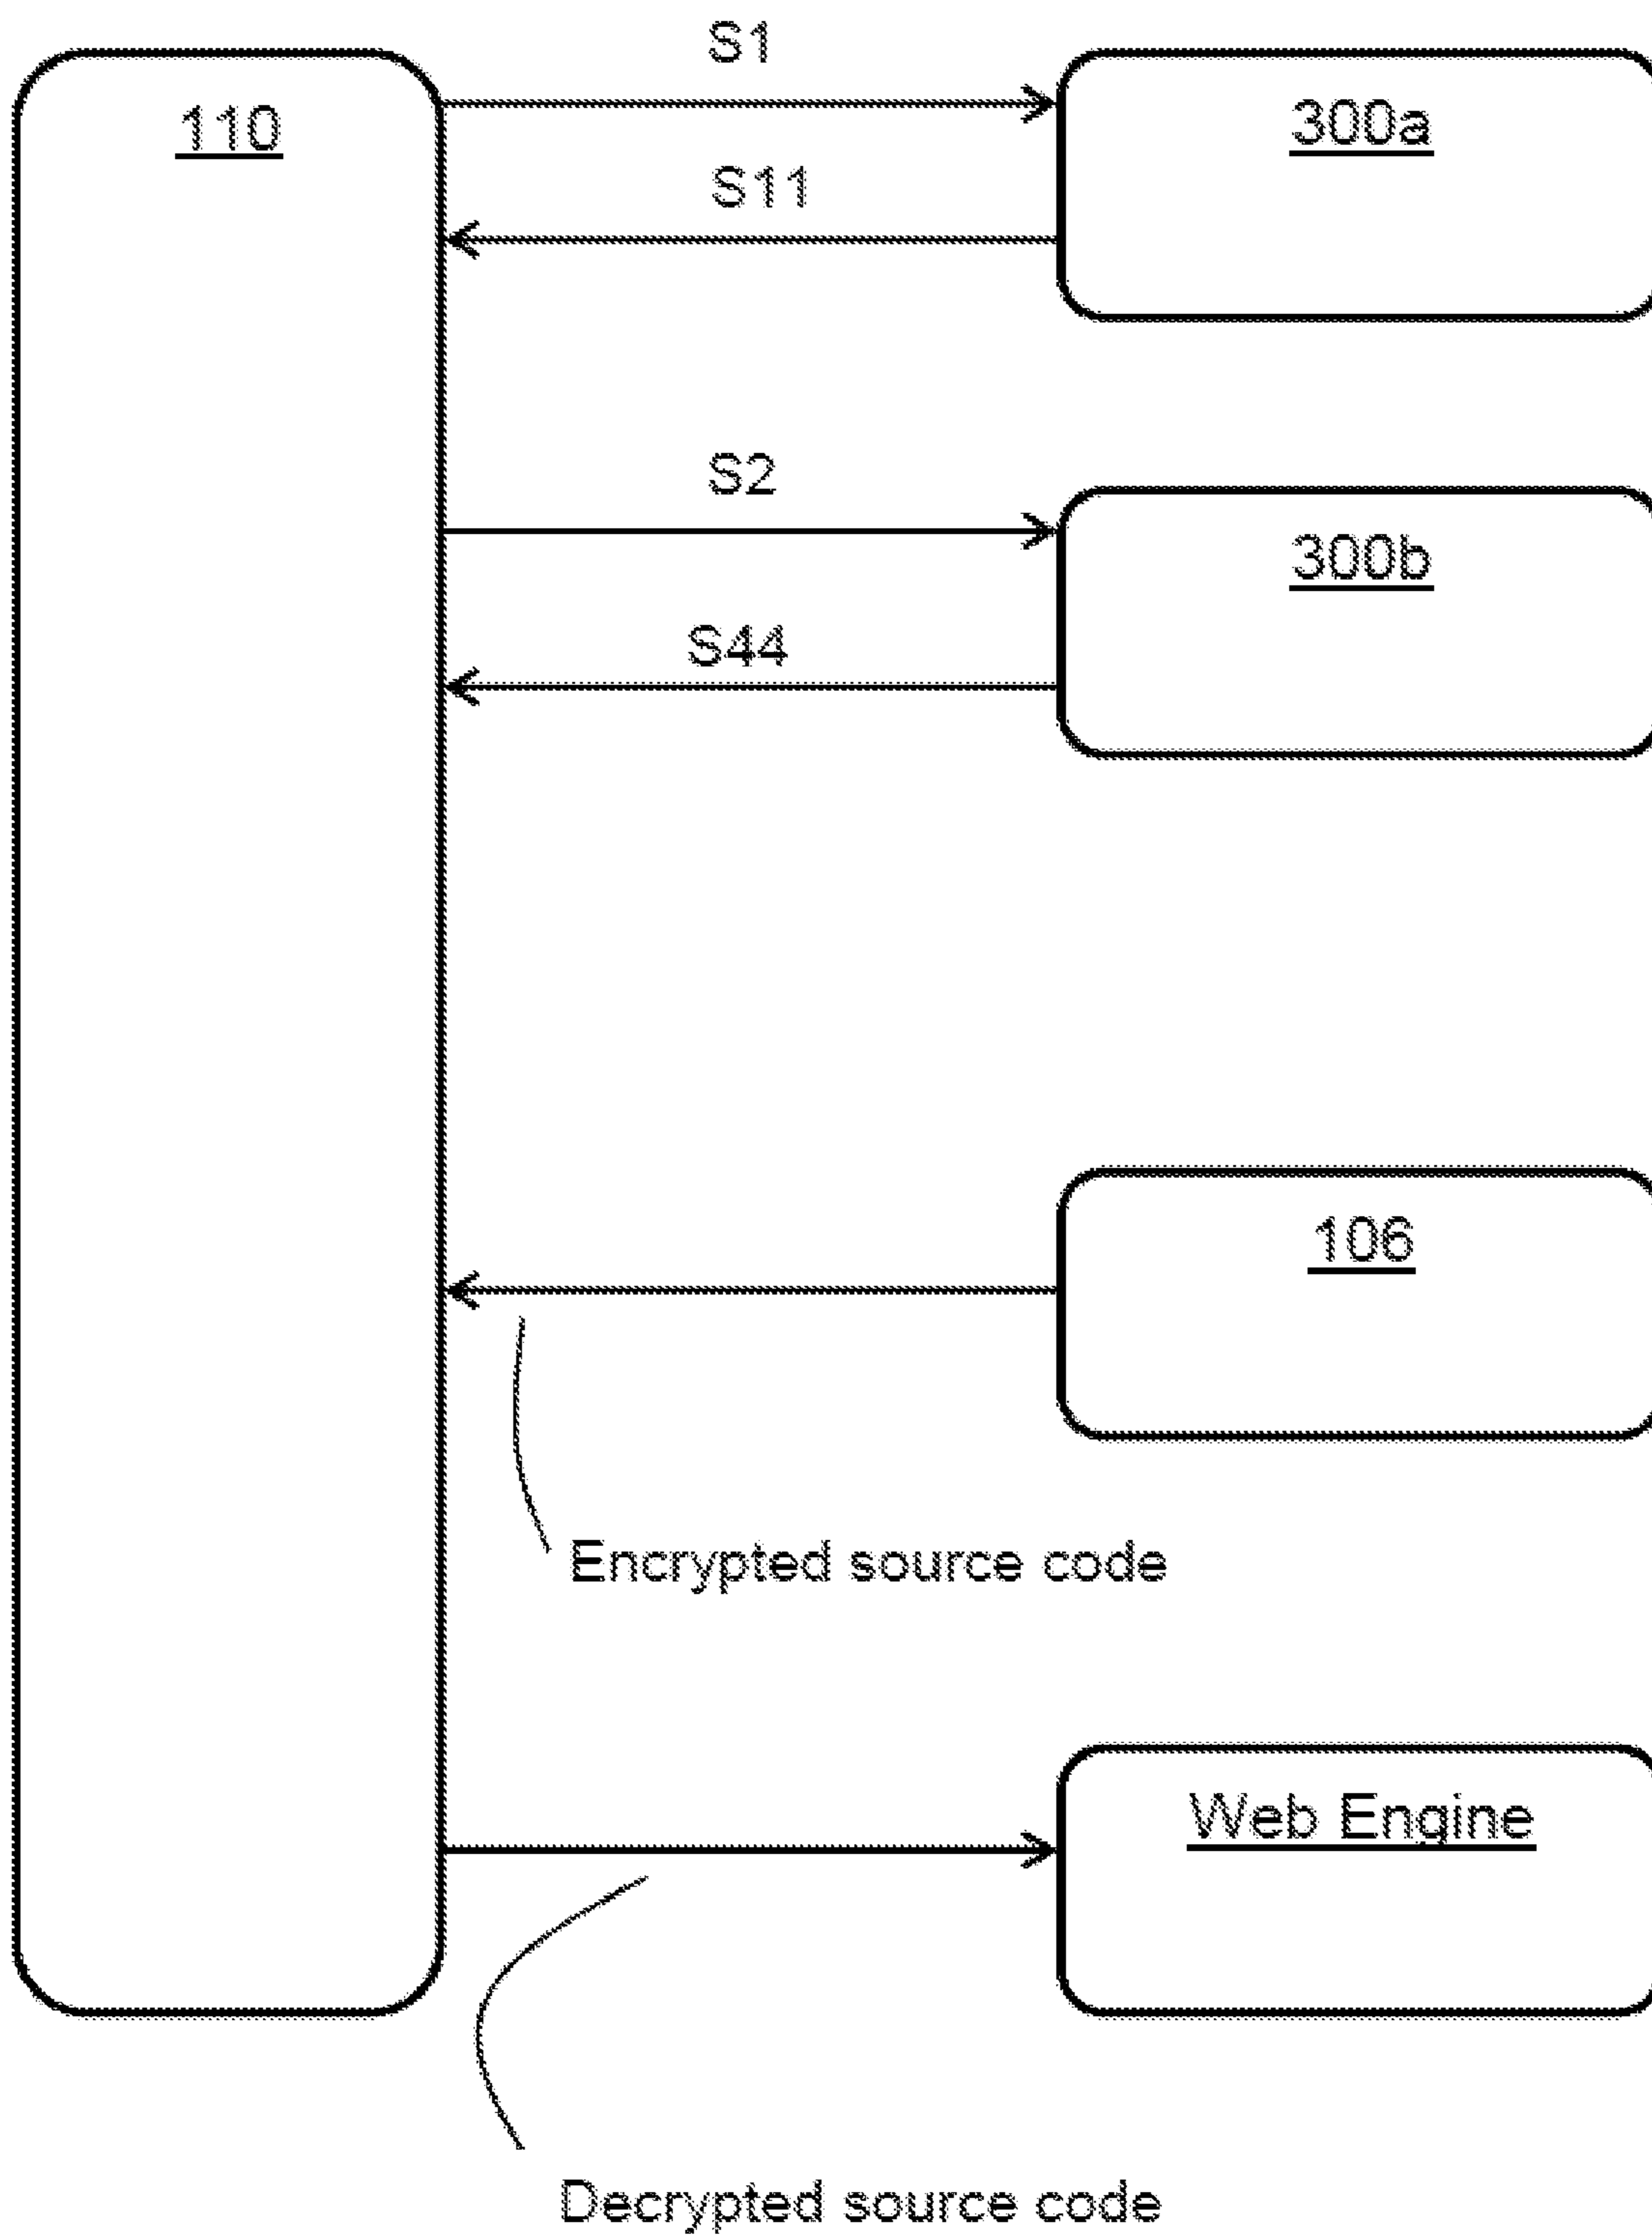 S1
110
300a
S11
S2
300b
S44
106
Encrypted source code
Web Engine
Decrypted source code